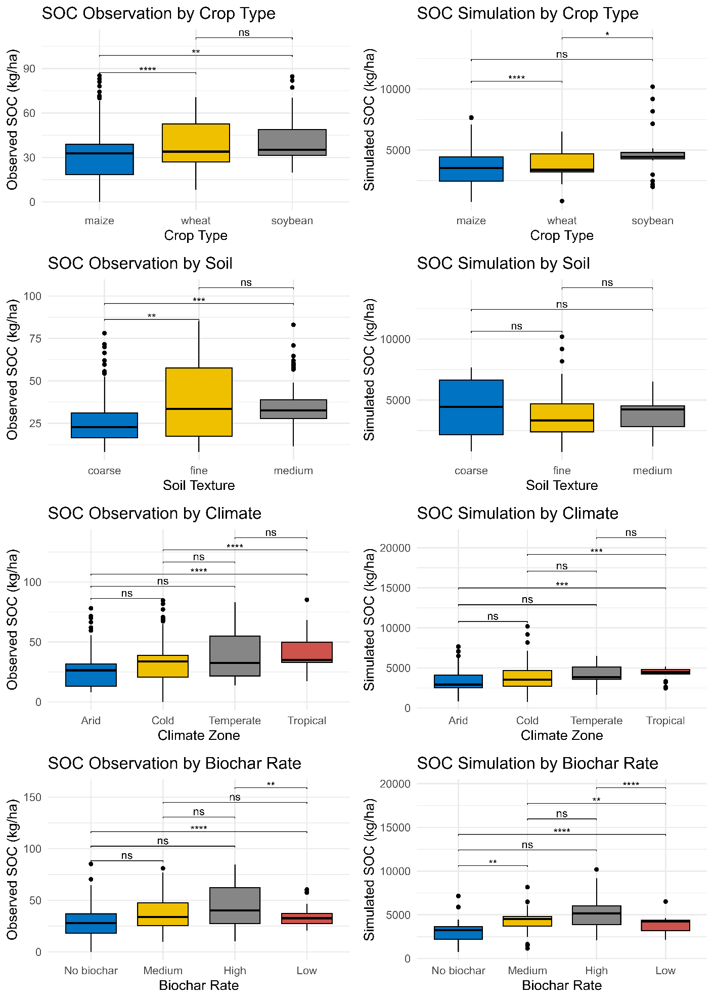 SOC Observation by Crop Type
ns
**
****
Observed SOC (kg/ha)
90
60
30
0
maize wheat soybean
Crop Type
SOC Simulation by Crop Type
*
ns
****
Simulated SOC (kg/ha)
10000
5000
maize wheat soybean
Crop Type
SOC Observation by Soil
ns
***
**
Observed SOC (kg/ha)
100
75
50
25
coarse fine medium
Soil Texture
SOC Simulation by Soil
ns
ns
ns
Simulated SOC (kg/ha)
10000
5000
coarse fine medium
Soil Texture
SOC Observation by Climate
ns
****
ns
****
ns
ns
Observed SOC (kg/ha)
100
50
0
Arid Cold Temperate Tropical
Climate Zone
SOC Simulation by Climate
ns
***
ns
***
ns
ns
Simulated SOC (kg/ha)
20000
15000
10000
5000
0
Arid Cold Temperate Tropical
Climate Zone
SOC Observation by Biochar Rate
**
ns
ns
****
ns
ns
Observed SOC (kg/ha)
150
100
50
0
No biochar Medium High Low
Biochar Rate
SOC Simulation by Biochar Rate
****
**
ns
****
ns
**
Simulated SOC (kg/ha)
20000
15000
10000
5000
0
No biochar Medium High Low
Biochar Rate